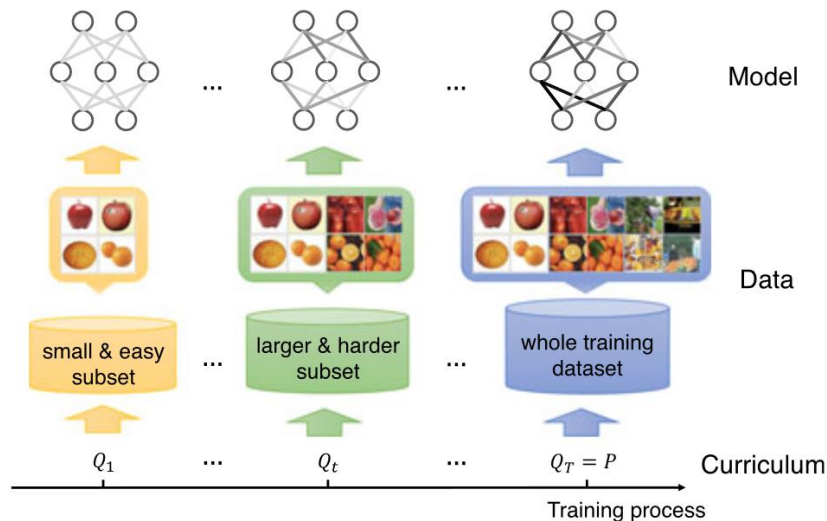 ... ... Model
Data
small & easy
subset
...
larger & harder
subset
...
whole training
dataset
Q₁ ... Qₜ ... Q_T = P Curriculum
Training process